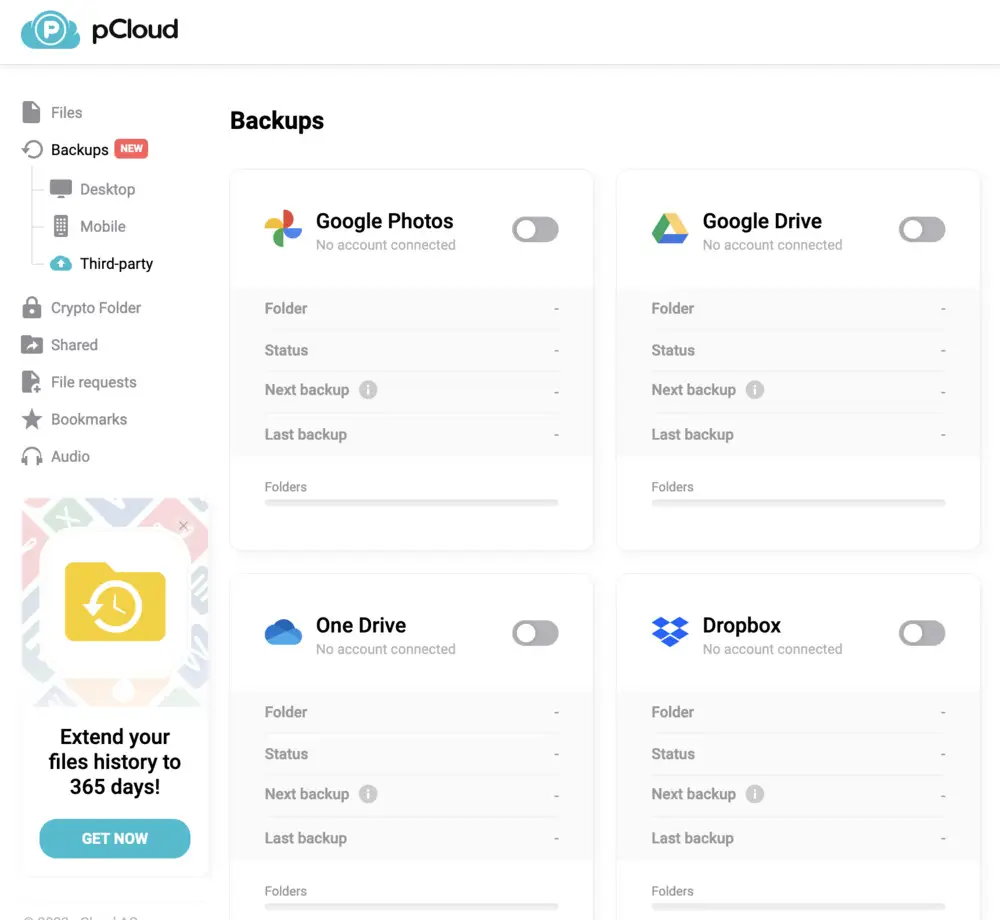 P pCloud
Files
Backups NEW
Desktop
Mobile
Third-party
Crypto Folder
Shared
File requests
Bookmarks
Audio
Extend your
files history to
365 days!
GET NOW
Backups
Google Photos
No account connected
Folder -
Status -
Next backup i -
Last backup -
Folders
Google Drive
No account connected
Folder -
Status -
Next backup i -
Last backup -
Folders
One Drive
No account connected
Folder -
Status -
Next backup i -
Last backup -
Folders
Dropbox
No account connected
Folder -
Status -
Next backup i -
Last backup -
Folders